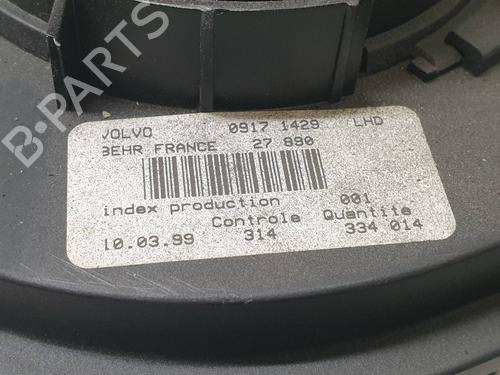 B-PARTS
VOLVO 0917 1429 LHD
BEHR FRANCE 27 890
index production 001
Controle Quantite
10.03.99 314 334 014